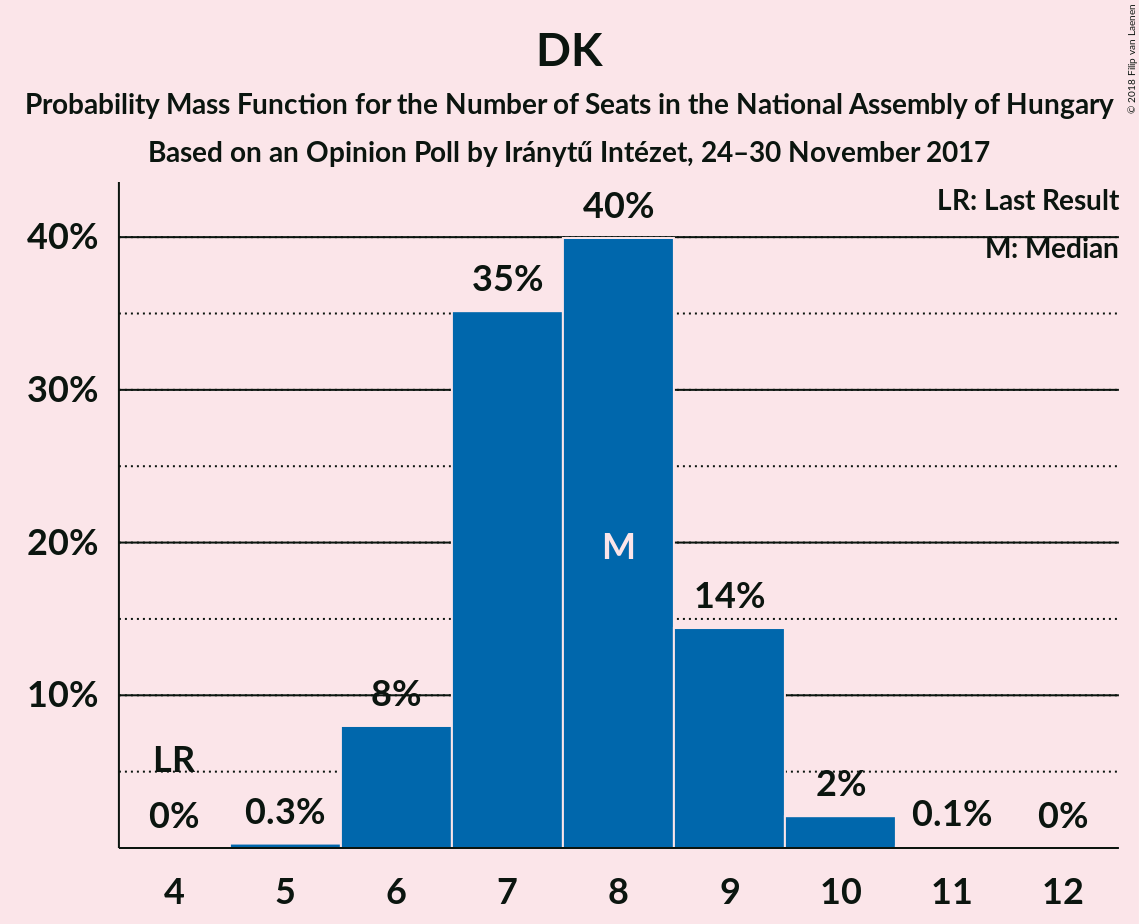 DK
Probability Mass Function for the Number of Seats in the National Assembly of Hungary
Based on an Opinion Poll by Iránytű Intézet, 24–30 November 2017
© 2018 Filip van Laenen
LR: Last Result
M: Median
40%
30%
20%
10%
LR
0%
0.3%
8%
35%
40%
M
14%
2%
0.1%
0%
4 5 6 7 8 9 10 11 12